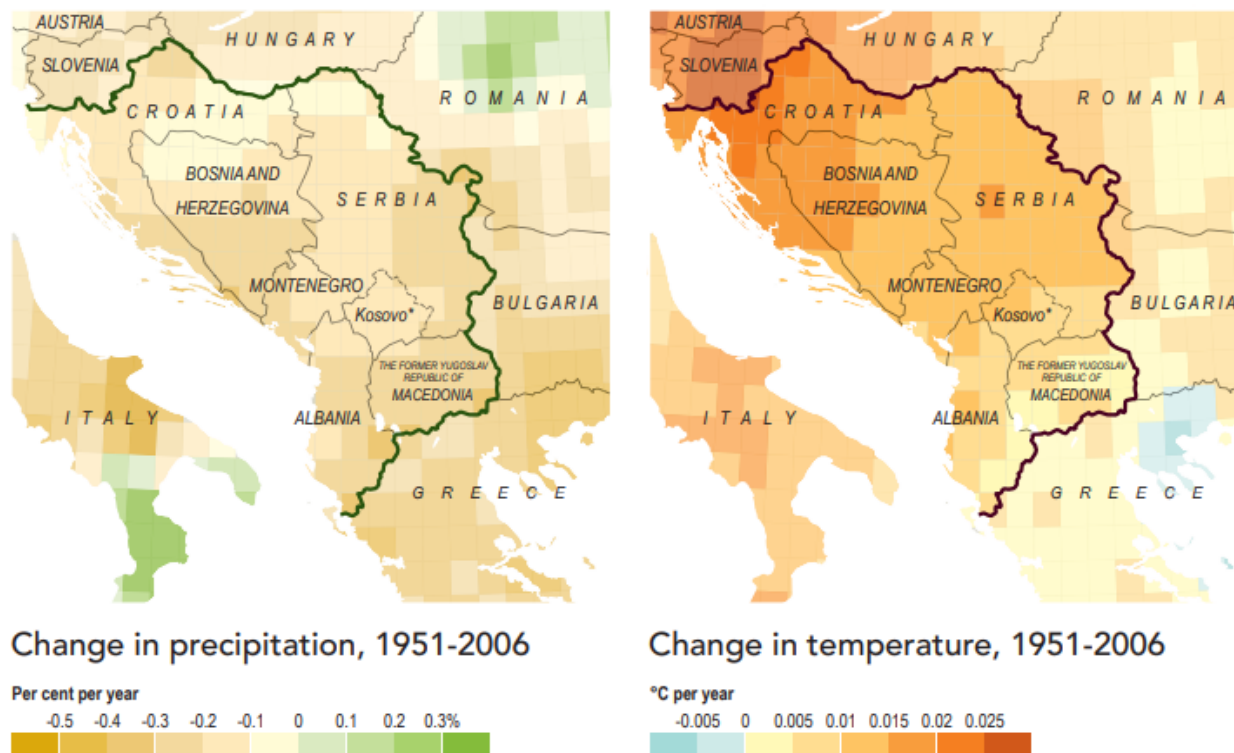 AUSTRIA
HUNGARY
SLOVENIA
CROATIA
ROMANIA
BOSNIA AND
HERZEGOVINA
SERBIA
MONTENEGRO
BULGARIA
Kosovo*
THE FORMER YUGOSLAV
REPUBLIC OF
MACEDONIA
ITALY
ALBANIA
GREECE
Change in precipitation, 1951-2006
Per cent per year
-0.5 -0.4 -0.3 -0.2 -0.1 0 0.1 0.2 0.3%
AUSTRIA
HUNGARY
SLOVENIA
CROATIA
ROMANIA
BOSNIA AND
HERZEGOVINA
SERBIA
MONTENEGRO
BULGARIA
Kosovo*
THE FORMER YUGOSLAV
REPUBLIC OF
MACEDONIA
ITALY
ALBANIA
GREECE
Change in temperature, 1951-2006
°C per year
-0.005 0 0.005 0.01 0.015 0.02 0.025